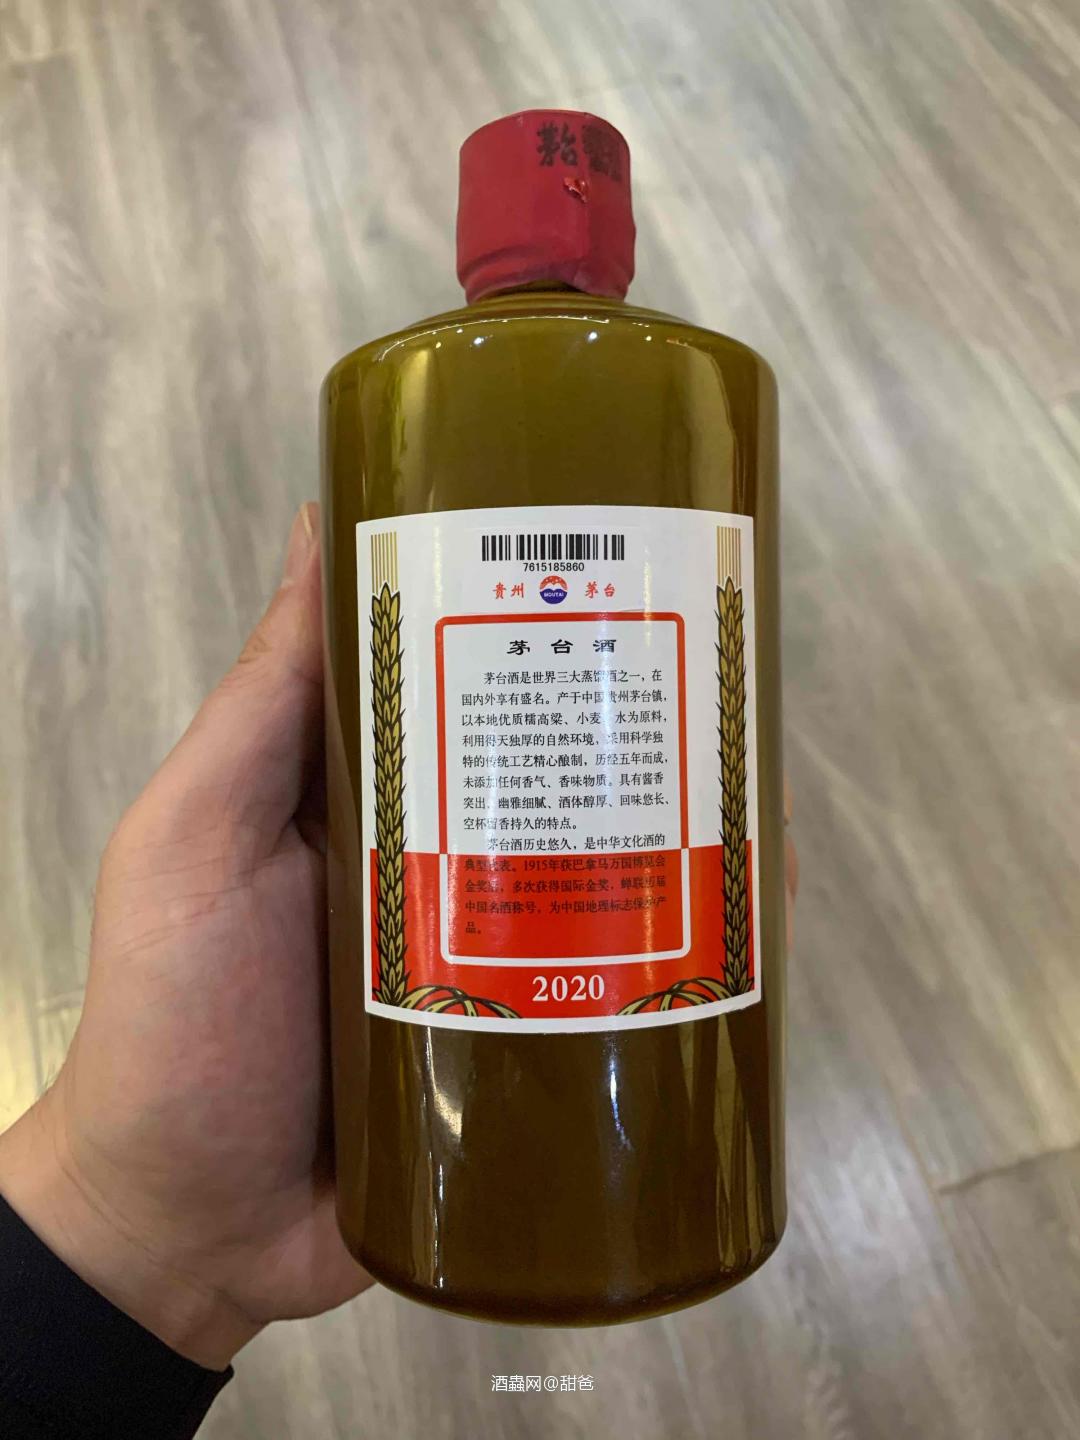 茅台
7615185860
贵州 MOUTAI 茅台
茅台酒
茅台酒是世界三大蒸馏酒之一，在
国内外享有盛名。产于中国贵州茅台镇，
以本地优质糯高粱、小麦、水为原料，
利用得天独厚的自然环境，采用科学独
特的传统工艺精心酿制，历经五年而成，
未添加任何香气、香味物质。具有酱香
突出、幽雅细腻、酒体醇厚、回味悠长、
空杯留香持久的特点。
茅台酒历史悠久，是中华文化酒的
典型代表。1915年获巴拿马万国博览会
金奖后，多次获得国际金奖，蝉联历届
中国名酒称号，为中国地理标志保护产
品。
2020
酒蟲网@甜爸